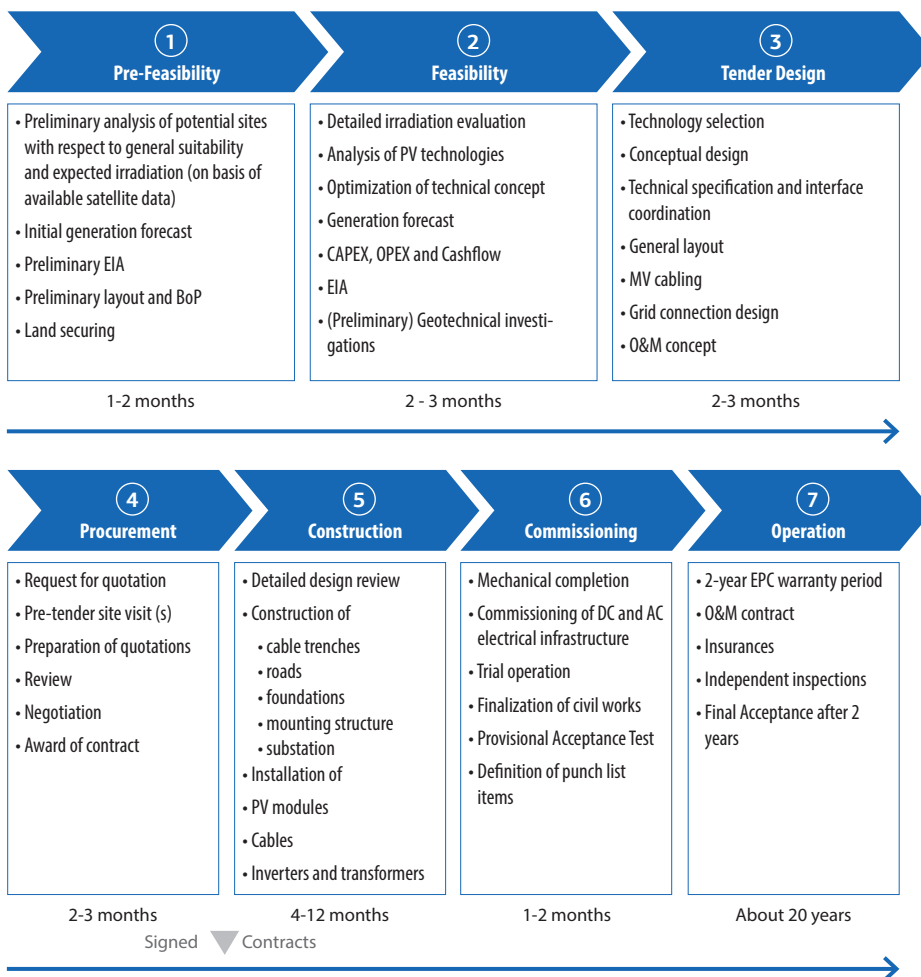 1
Pre-Feasibility
• Preliminary analysis of potential sites
with respect to general suitability
and expected irradiation (on basis of
available satellite data)
• Initial generation forecast
• Preliminary EIA
• Preliminary layout and BoP
• Land securing
1-2 months
2
Feasibility
• Detailed irradiation evaluation
• Analysis of PV technologies
• Optimization of technical concept
• Generation forecast
• CAPEX, OPEX and Cashflow
• EIA
• (Preliminary) Geotechnical investi-
gations
2 - 3 months
3
Tender Design
• Technology selection
• Conceptual design
• Technical specification and interface
coordination
• General layout
• MV cabling
• Grid connection design
• O&M concept
2-3 months
4
Procurement
• Request for quotation
• Pre-tender site visit (s)
• Preparation of quotations
• Review
• Negotiation
• Award of contract
2-3 months
5
Construction
• Detailed design review
• Construction of
• cable trenches
• roads
• foundations
• mounting structure
• substation
• Installation of
• PV modules
• Cables
• Inverters and transformers
4-12 months
6
Commissioning
• Mechanical completion
• Commissioning of DC and AC
electrical infrastructure
• Trial operation
• Finalization of civil works
• Provisional Acceptance Test
• Definition of punch list
items
1-2 months
7
Operation
• 2-year EPC warranty period
• O&M contract
• Insurances
• Independent inspections
• Final Acceptance after 2
years
About 20 years
Signed Contracts